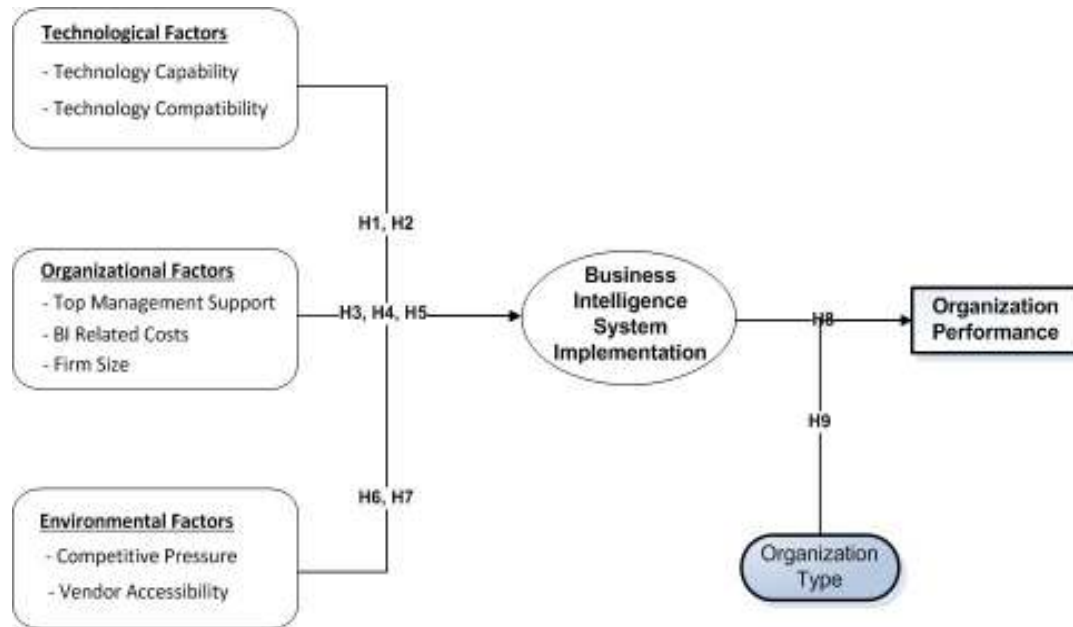 Technological Factors
- Technology Capability
- Technology Compatibility
H1, H2
Organizational Factors
- Top Management Support
- BI Related Costs
- Firm Size
H3, H4, H5
Business
Intelligence
System
Implementation
H8
Organization
Performance
H9
H6, H7
Environmental Factors
- Competitive Pressure
- Vendor Accessibility
Organization
Type